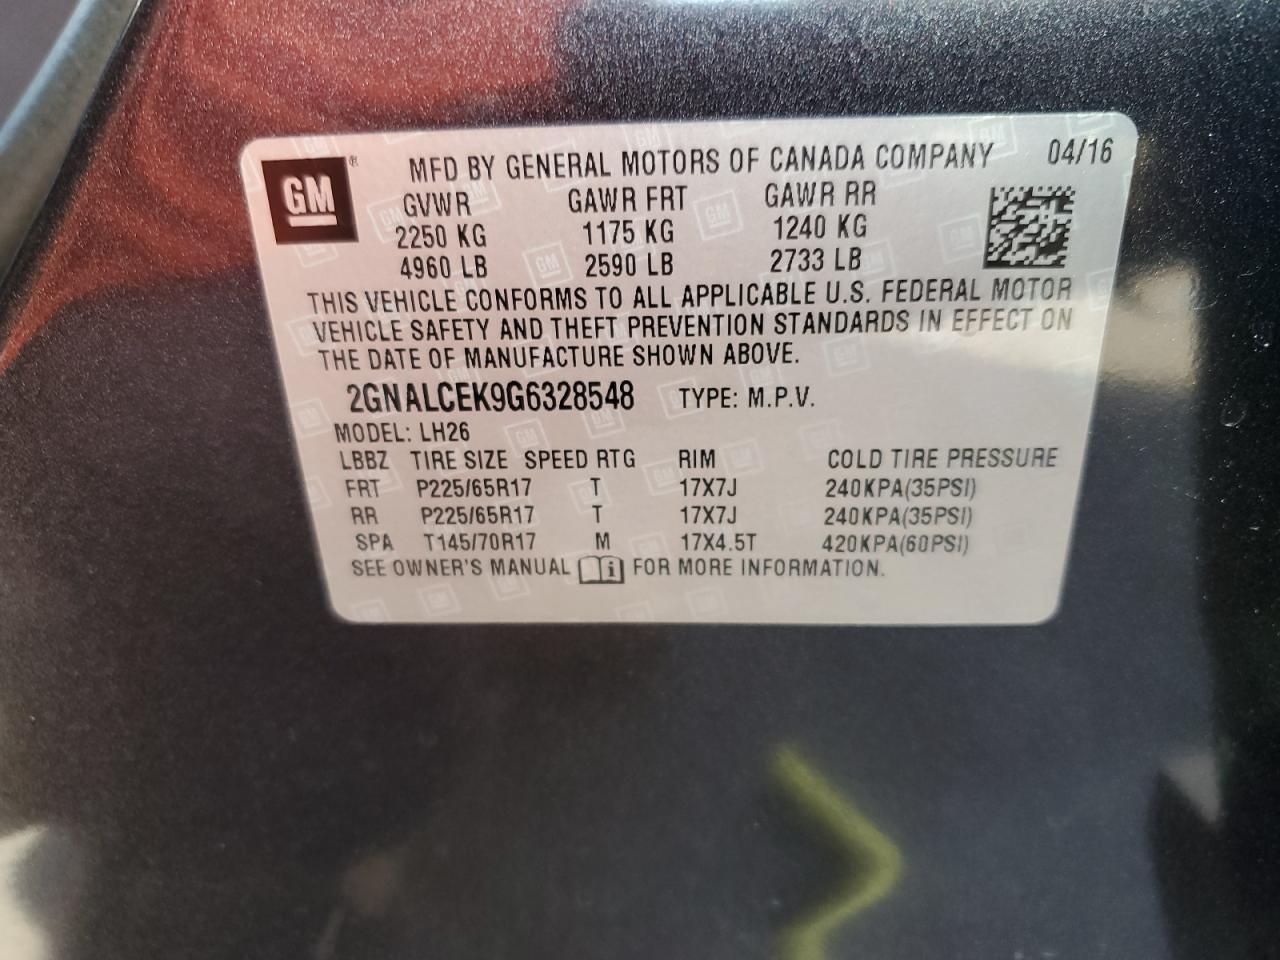 GM ® MFD BY GENERAL MOTORS OF CANADA COMPANY 04/16
GVWR GAWR FRT GAWR RR
2250 KG 1175 KG 1240 KG
4960 LB 2590 LB 2733 LB
THIS VEHICLE CONFORMS TO ALL APPLICABLE U.S. FEDERAL MOTOR
VEHICLE SAFETY AND THEFT PREVENTION STANDARDS IN EFFECT ON
THE DATE OF MANUFACTURE SHOWN ABOVE.
2GNALCEK9G6328548 TYPE: M.P.V.
MODEL: LH26
LBBZ TIRE SIZE SPEED RTG RIM COLD TIRE PRESSURE
FRT P225/65R17 T 17X7J 240KPA(35PSI)
RR P225/65R17 T 17X7J 240KPA(35PSI)
SPA T145/70R17 M 17X4.5T 420KPA(60PSI)
SEE OWNER'S MANUAL i FOR MORE INFORMATION.